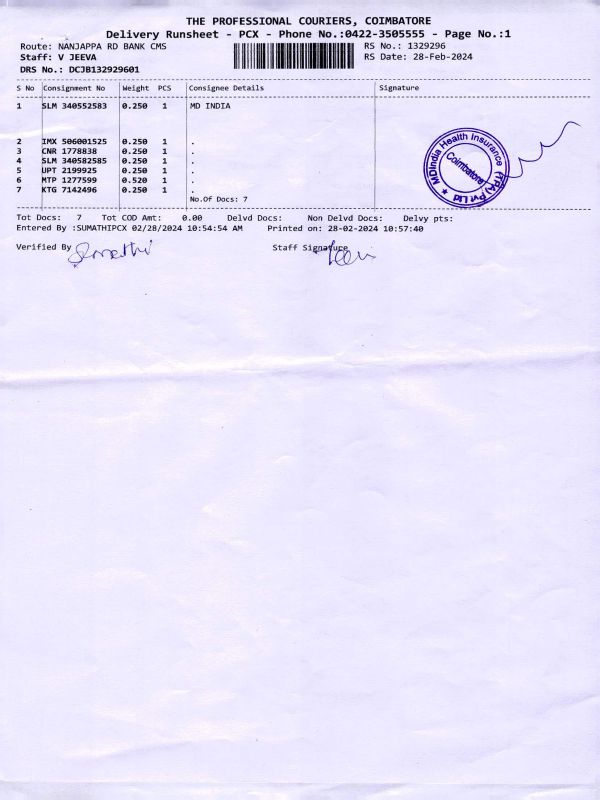 THE PROFESSIONAL COURIERS, COIMBATORE
Delivery Runsheet - PCX - Phone No.:0422-3505555 - Page No.:1
Route: NANJAPPA RD BANK CMS RS No.: 1329296
Staff: V JEEVA RS Date: 28-Feb-2024
DRS No.: DCJB132929601
S No Consignment No Weight PCS Consignee Details Signature
1 SLM 340552583 0.250 1 MD INDIA
2 IMX 506001525 0.250 1 .
3 CNR 1778838 0.250 1 .
4 SLM 340582585 0.250 1 .
5 UPT 2199925 0.250 1 .
6 MTP 1277599 0.520 1 .
7 KTG 7142496 0.250 1 .
No.Of Docs: 7
MDIndia Health Insurance (TPA) Pvt Ltd
Coimbatore
Tot Docs: 7 Tot COD Amt: 0.00 Delvd Docs: Non Delvd Docs: Delvy pts:
Entered By :SUMATHIPCX 02/28/2024 10:54:54 AM Printed on: 28-02-2024 10:57:40
Verified By Sumathi Staff Signature